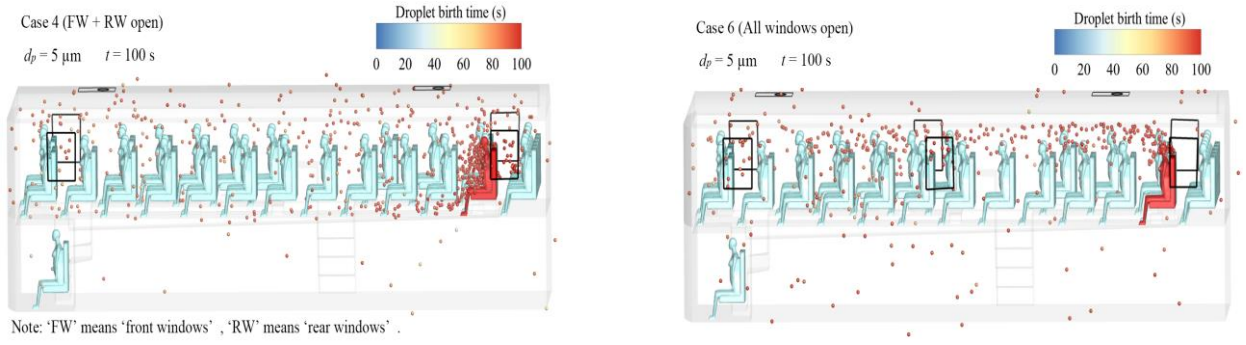 Case 4 (FW + RW open)
dp = 5 μm t = 100 s
Droplet birth time (s)
0 20 40 60 80 100
Note: ‘FW’ means ‘front windows’ , ‘RW’ means ‘rear windows’ .
Case 6 (All windows open)
dp = 5 μm t = 100 s
Droplet birth time (s)
0 20 40 60 80 100